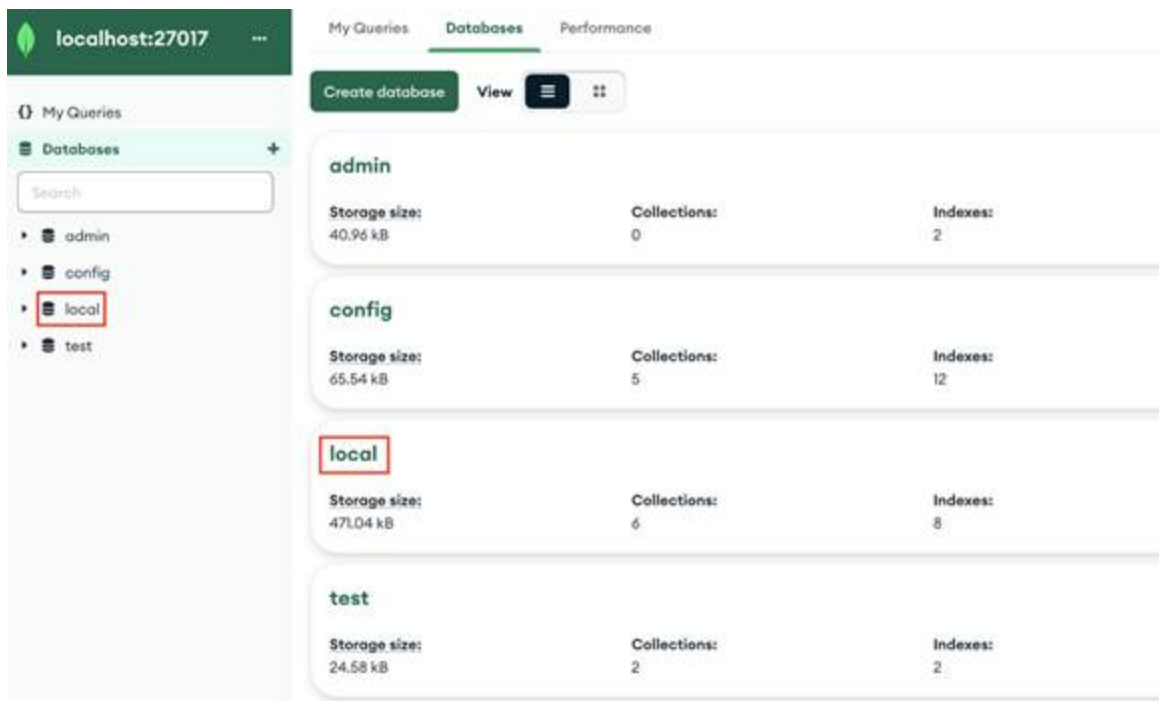 localhost:27017 ...
My Queries
Databases +
Search
admin
config
local
test
My Queries Databases Performance
Create database View
admin
Storage size: Collections: Indexes:
40.96 kB 0 2
config
Storage size: Collections: Indexes:
65.54 kB 5 12
local
Storage size: Collections: Indexes:
471.04 kB 6 8
test
Storage size: Collections: Indexes:
24.58 kB 2 2